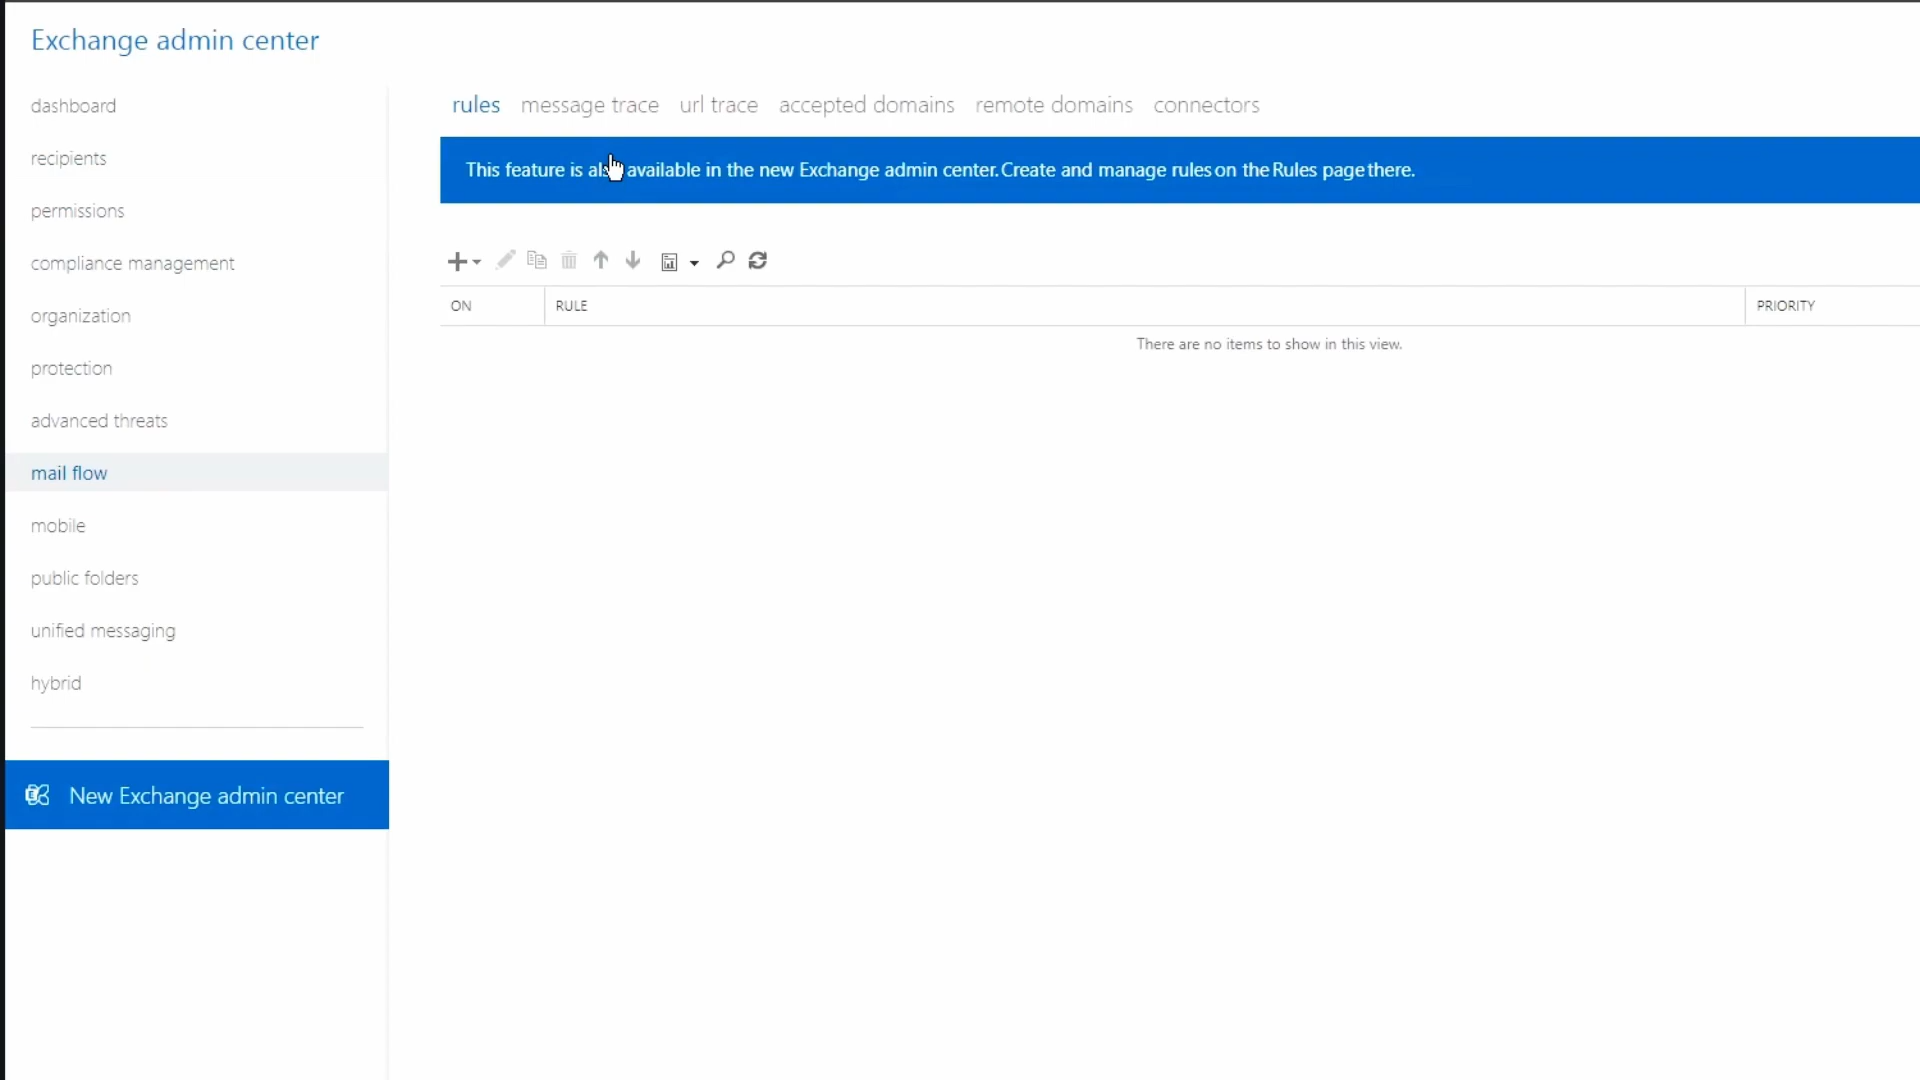 Exchange admin center
dashboard
recipients
permissions
compliance management
organization
protection
advanced threats
mail flow
mobile
public folders
unified messaging
hybrid
New Exchange admin center
rules message trace url trace accepted domains remote domains connectors
This feature is available in the new Exchange admin center. Create and manage rules on the Rules page there.
ON RULE PRIORITY
There are no items to show in this view.